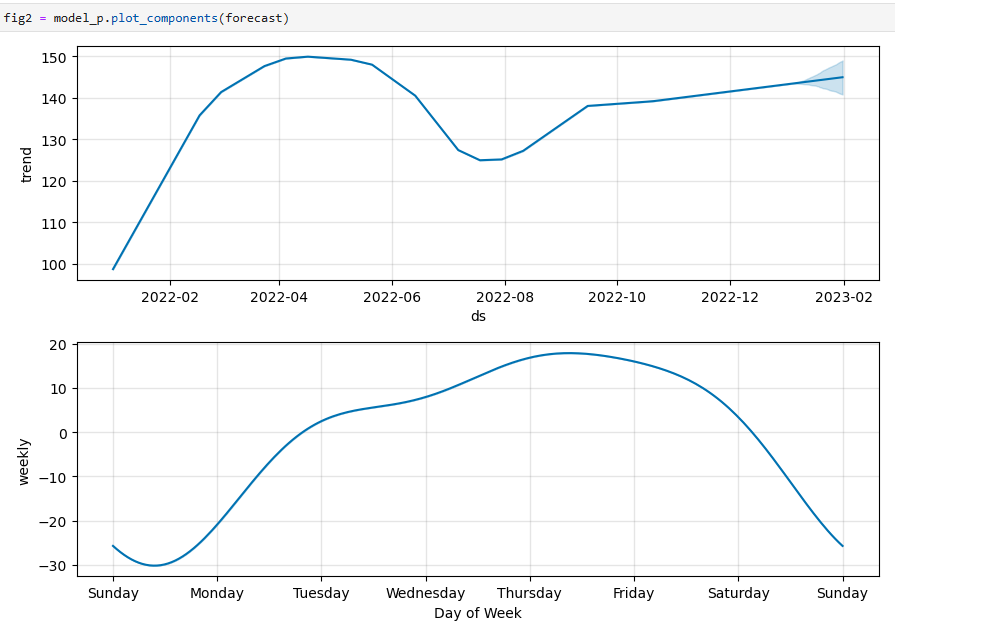 fig2 = model_p.plot_components(forecast)
150
140
130
120
110
100
trend
2022-02 2022-04 2022-06 2022-08 2022-10 2022-12 2023-02
ds
20
10
0
−10
−20
−30
weekly
Sunday Monday Tuesday Wednesday Thursday Friday Saturday Sunday
Day of Week